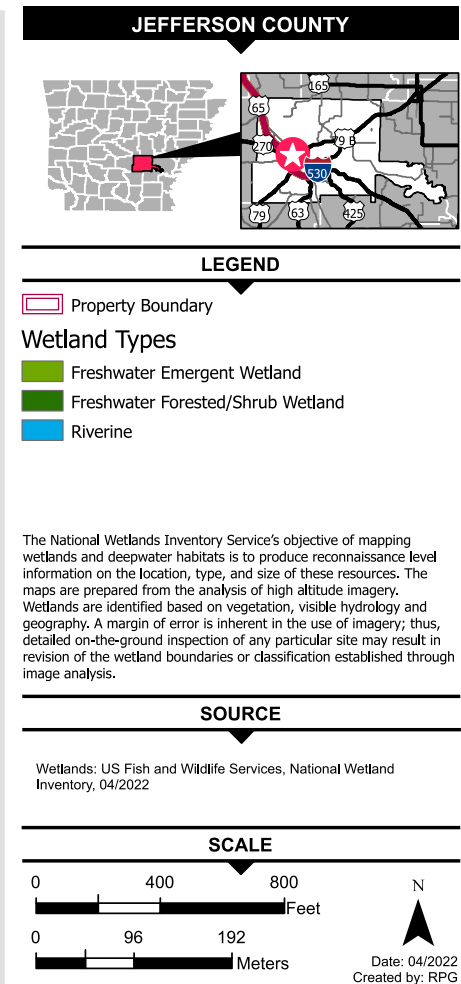 JEFFERSON COUNTY
165
65
270
79 B
530
79
63
425
LEGEND
Property Boundary
Wetland Types
Freshwater Emergent Wetland
Freshwater Forested/Shrub Wetland
Riverine
The National Wetlands Inventory Service's objective of mapping
wetlands and deepwater habitats is to produce reconnaissance level
information on the location, type, and size of these resources. The
maps are prepared from the analysis of high altitude imagery.
Wetlands are identified based on vegetation, visible hydrology and
geography. A margin of error is inherent in the use of imagery; thus,
detailed on-the-ground inspection of any particular site may result in
revision of the wetland boundaries or classification established through
image analysis.
SOURCE
Wetlands: US Fish and Wildlife Services, National Wetland
Inventory, 04/2022
SCALE
0 400 800
Feet
0 96 192
Meters
N
Date: 04/2022
Created by: RPG